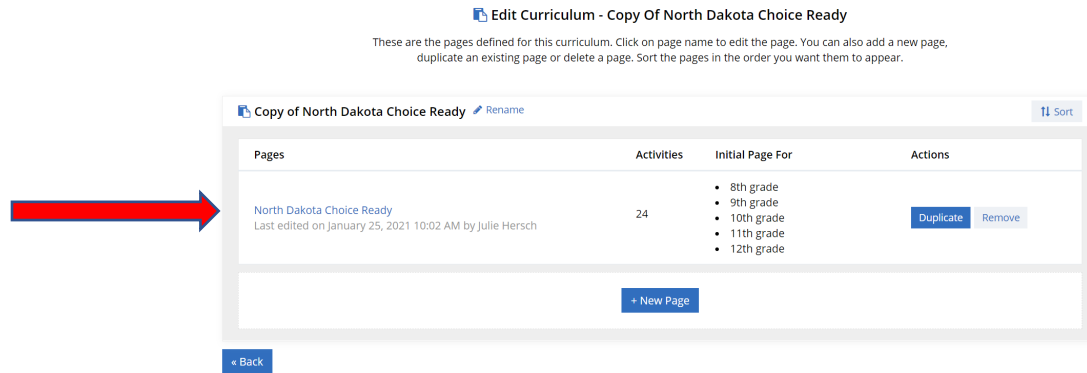 Edit Curriculum - Copy Of North Dakota Choice Ready
These are the pages defined for this curriculum. Click on page name to edit the page. You can also add a new page,
duplicate an existing page or delete a page. Sort the pages in the order you want them to appear.
Copy of North Dakota Choice Ready Rename
Sort
Pages Activities Initial Page For Actions
North Dakota Choice Ready
Last edited on January 25, 2021 10:02 AM by Julie Hersch
24
• 8th grade
• 9th grade
• 10th grade
• 11th grade
• 12th grade
Duplicate Remove
+ New Page
« Back